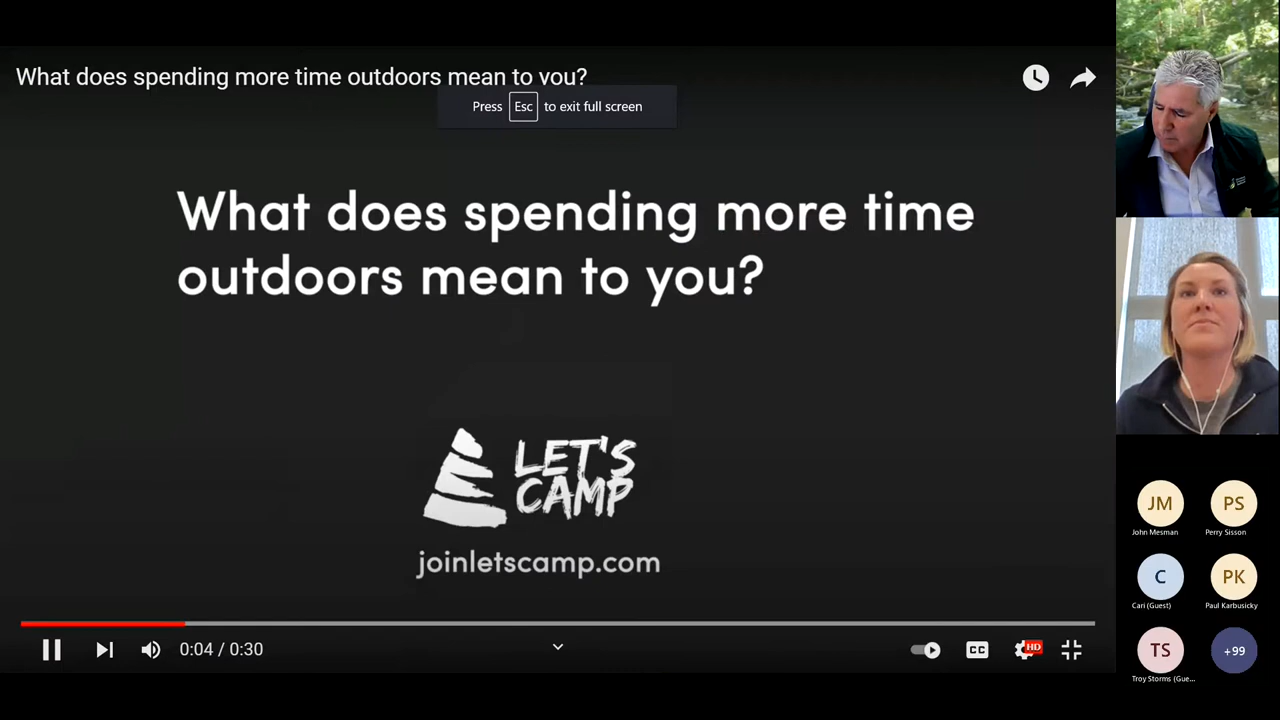 What does spending more time outdoors mean to you?
Press Esc to exit full screen
What does spending more time
outdoors mean to you?
LET'S
CAMP
joinletscamp.com
0:04 / 0:30
CC
HD
JM
PS
John Mesman
Perry Sisson
C
PK
Cari (Guest)
Paul Karbusicky
TS
+99
Troy Storms (Gue...